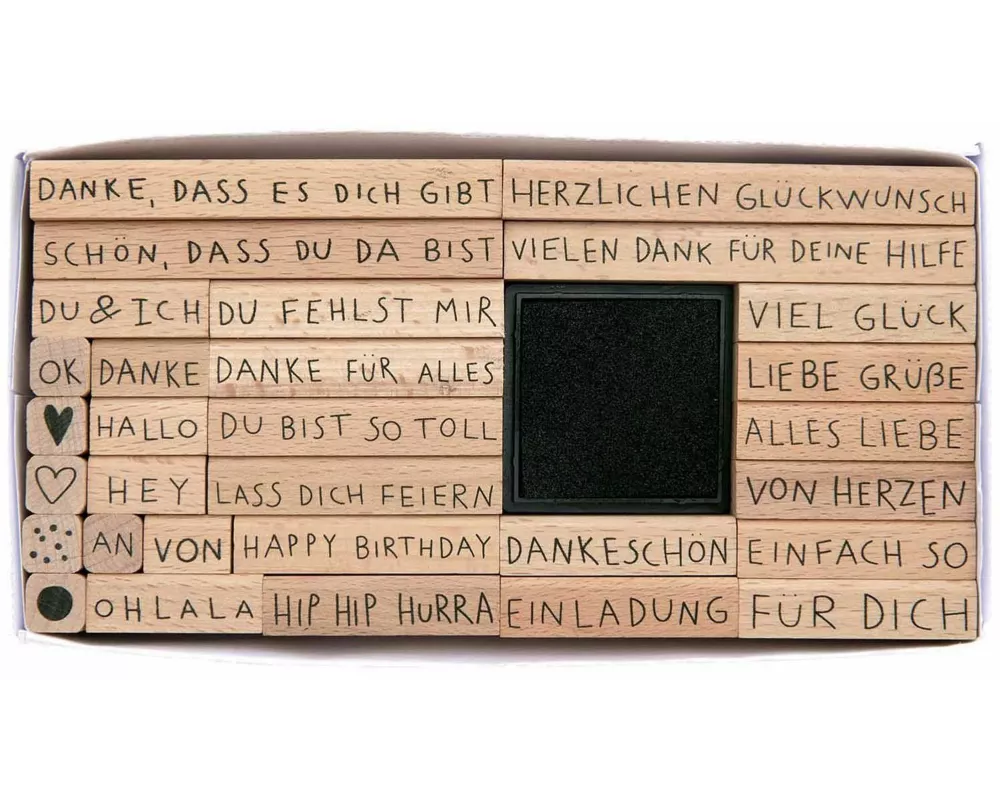 DANKE, DASS ES DICH GIBT
HERZLICHEN GLÜCKWUNSCH
SCHÖN, DASS DU DA BIST
VIELEN DANK FÜR DEINE HILFE
DU & ICH
DU FEHLST MIR
VIEL GLÜCK
OK
DANKE
DANKE FÜR ALLES
LIEBE GRÜßE
HALLO
DU BIST SO TOLL
ALLES LIEBE
HEY
LASS DICH FEIERN
VON HERZEN
AN
VON
HAPPY BIRTHDAY
DANKESCHÖN
EINFACH SO
OHLALA
HIP HIP HURRA
EINLADUNG
FÜR DICH